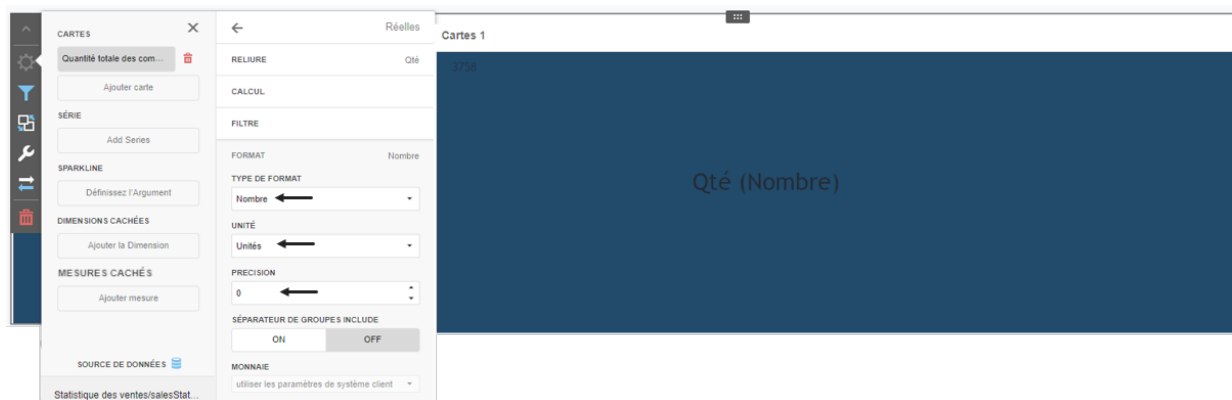 CARTES
Quantité totale des com...
Ajouter carte
SÉRIE
Add Series
SPARKLINE
Définissez l'Argument
DIMENSIONS CACHÉES
Ajouter la Dimension
MESURES CACHÉS
Ajouter mesure
SOURCE DE DONNÉES
Statistique des ventes/salesStat...
Réelles
RELIURE Qté
CALCUL
FILTRE
FORMAT Nombre
TYPE DE FORMAT
Nombre
UNITÉ
Unités
PRECISION
0
SÉPARATEUR DE GROUPES INCLUDE
ON OFF
MONNAIE
utiliser les paramètres de système client
Cartes 1
3756
Qté (Nombre)